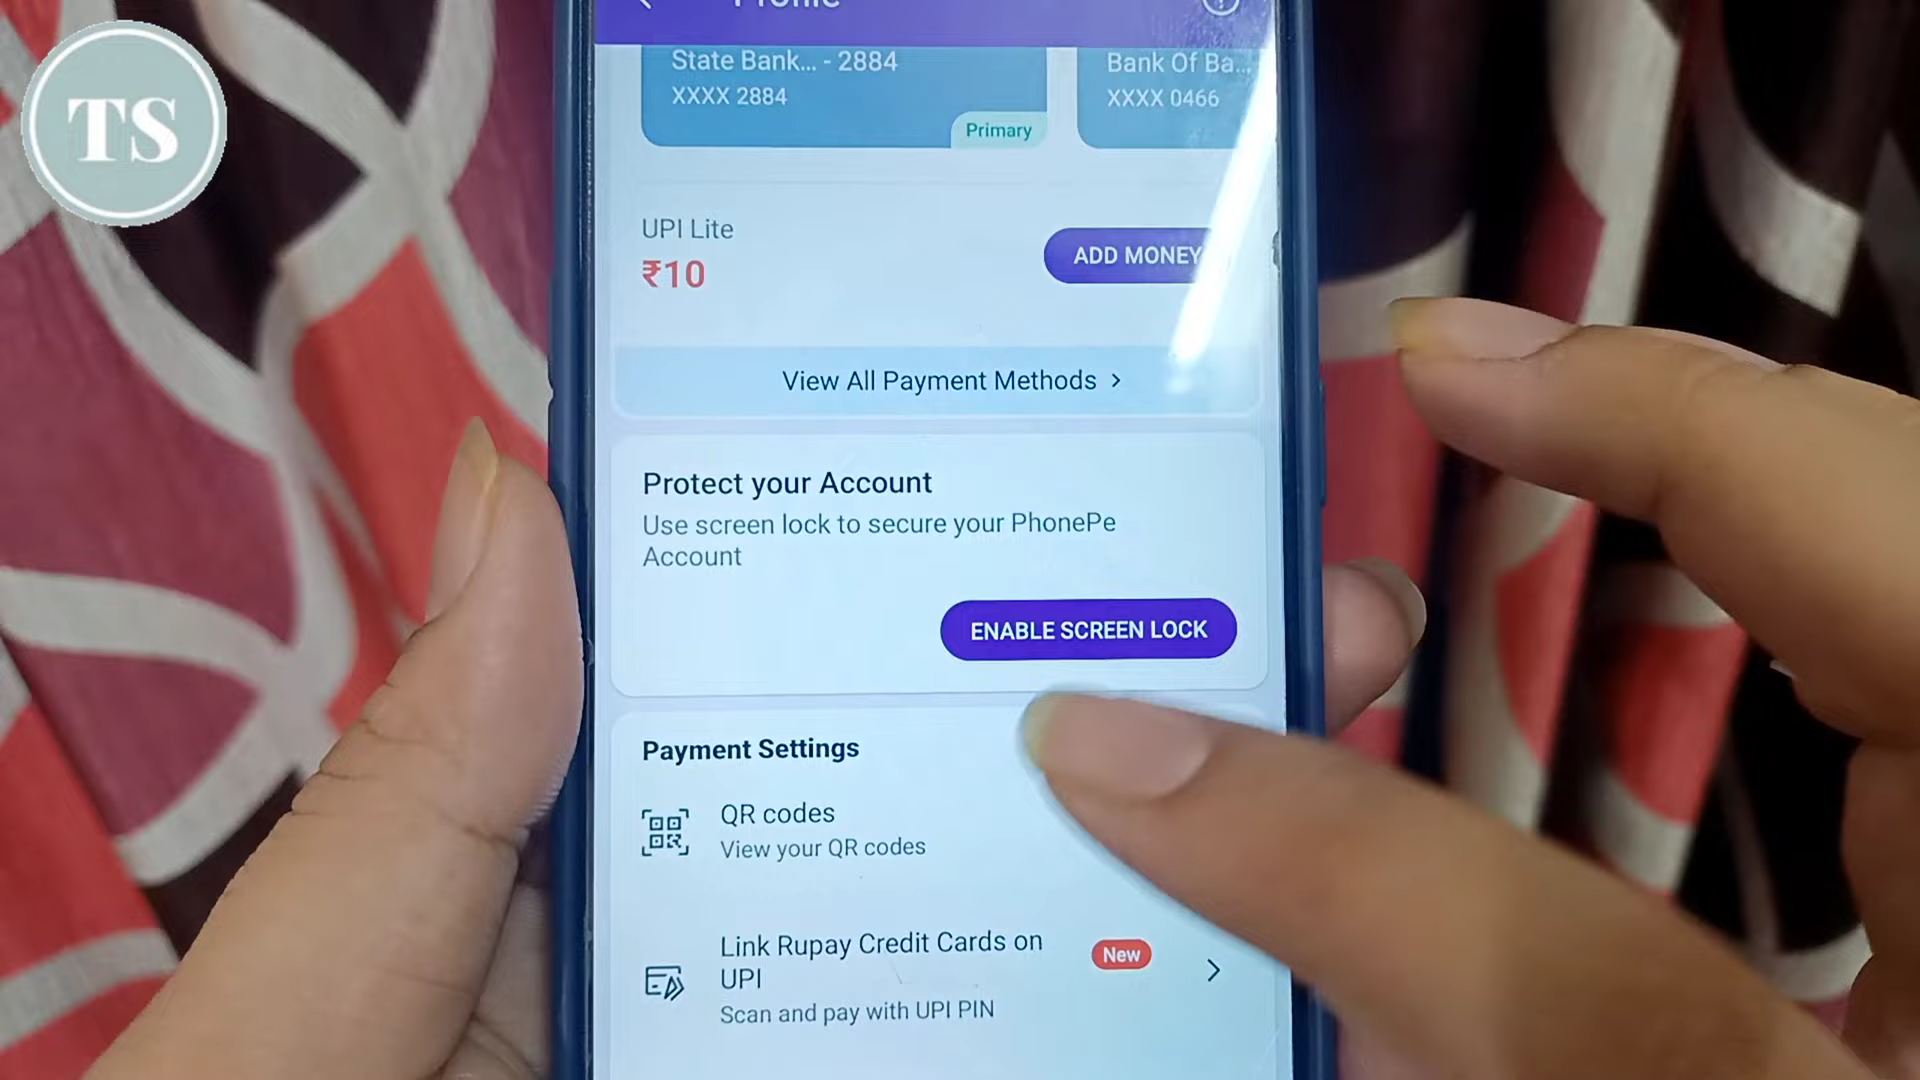 TS
Profile
State Bank... - 2884
XXXX 2884
Primary
Bank Of Ba...
XXXX 0466
UPI Lite
₹10
ADD MONEY
View All Payment Methods >
Protect your Account
Use screen lock to secure your PhonePe
Account
ENABLE SCREEN LOCK
Payment Settings
QR codes
View your QR codes
Link Rupay Credit Cards on
UPI
New
Scan and pay with UPI PIN